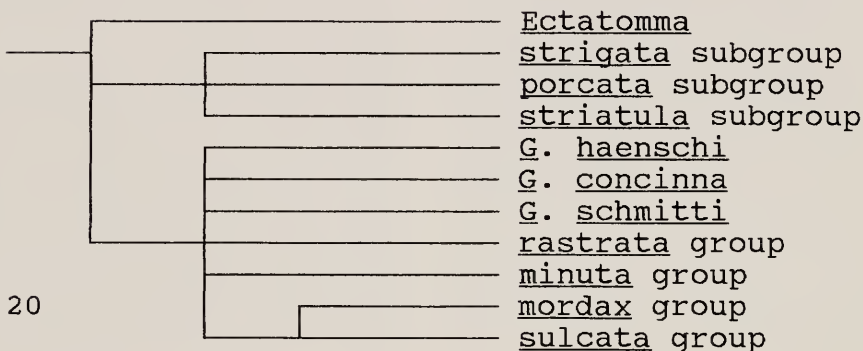 Ectatomma
strigata subgroup
porcata subgroup
striatula subgroup
G. haenschi
G. concinna
G. schmitti
rastrata group
minuta group
mordax group
20
sulcata group